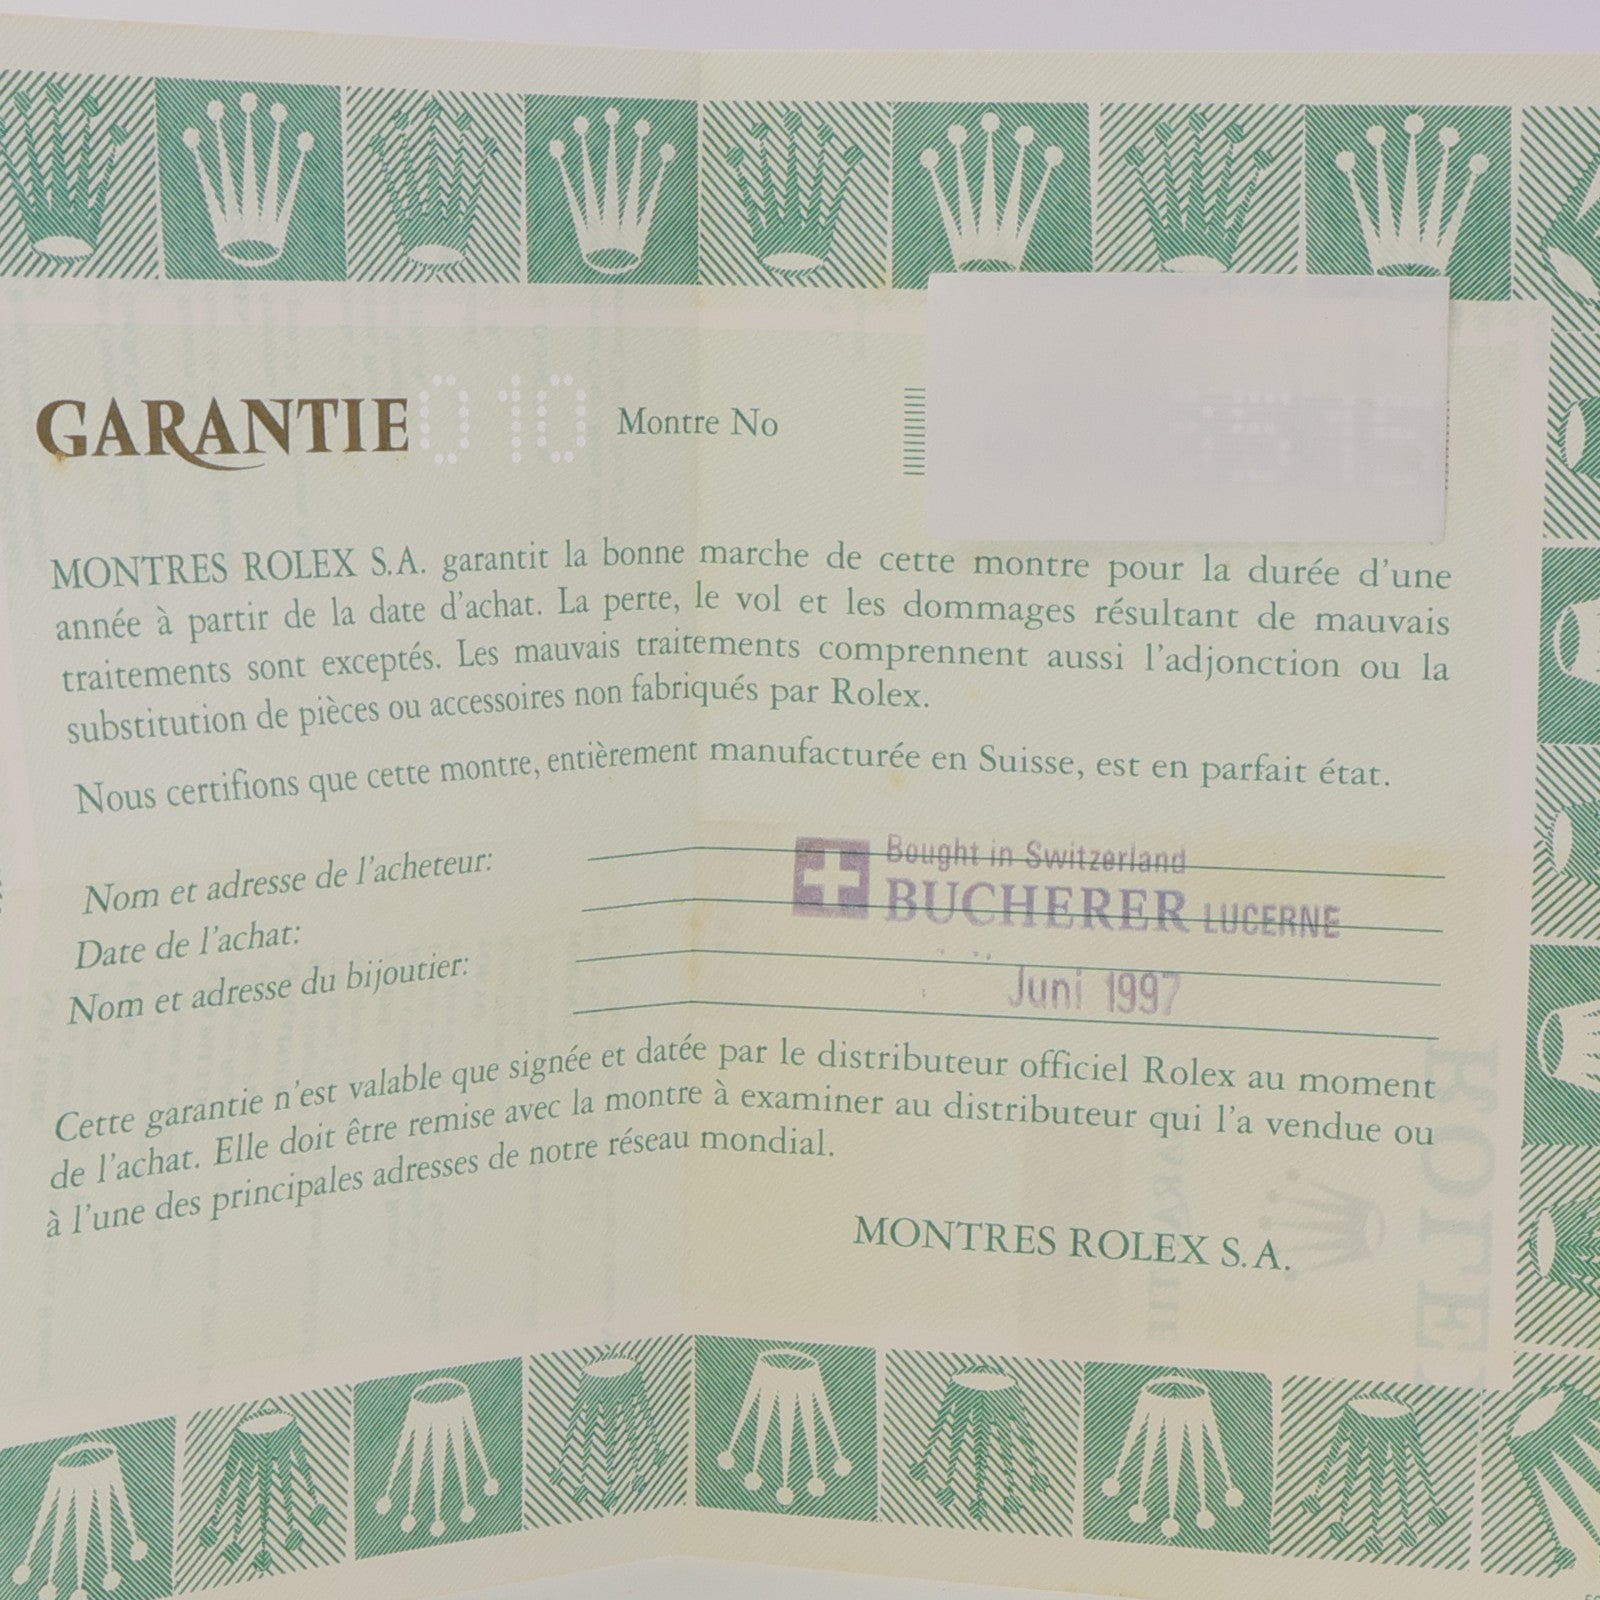 GARANTIE 010 Montre No
MONTRES ROLEX S.A. garantit la bonne marche de cette montre pour la durée d'une
année à partir de la date d'achat. La perte, le vol et les dommages résultant de mauvais
traitements sont exceptés. Les mauvais traitements comprennent aussi l'adjonction ou la
substitution de pièces ou accessoires non fabriqués par Rolex.
Nous certifions que cette montre, entièrement manufacturée en Suisse, est en parfait état.
Nom et adresse de l'acheteur:
Date de l'achat:
Nom et adresse du bijoutier:
Bought in Switzerland
BUCHERER LUCERNE
Juni 1997
Cette garantie n'est valable que signée et datée par le distributeur officiel Rolex au moment
de l'achat. Elle doit être remise avec la montre à examiner au distributeur qui l'a vendue ou
à l'une des principales adresses de notre réseau mondial.
MONTRES ROLEX S.A.
ROLEX
GARANTIE